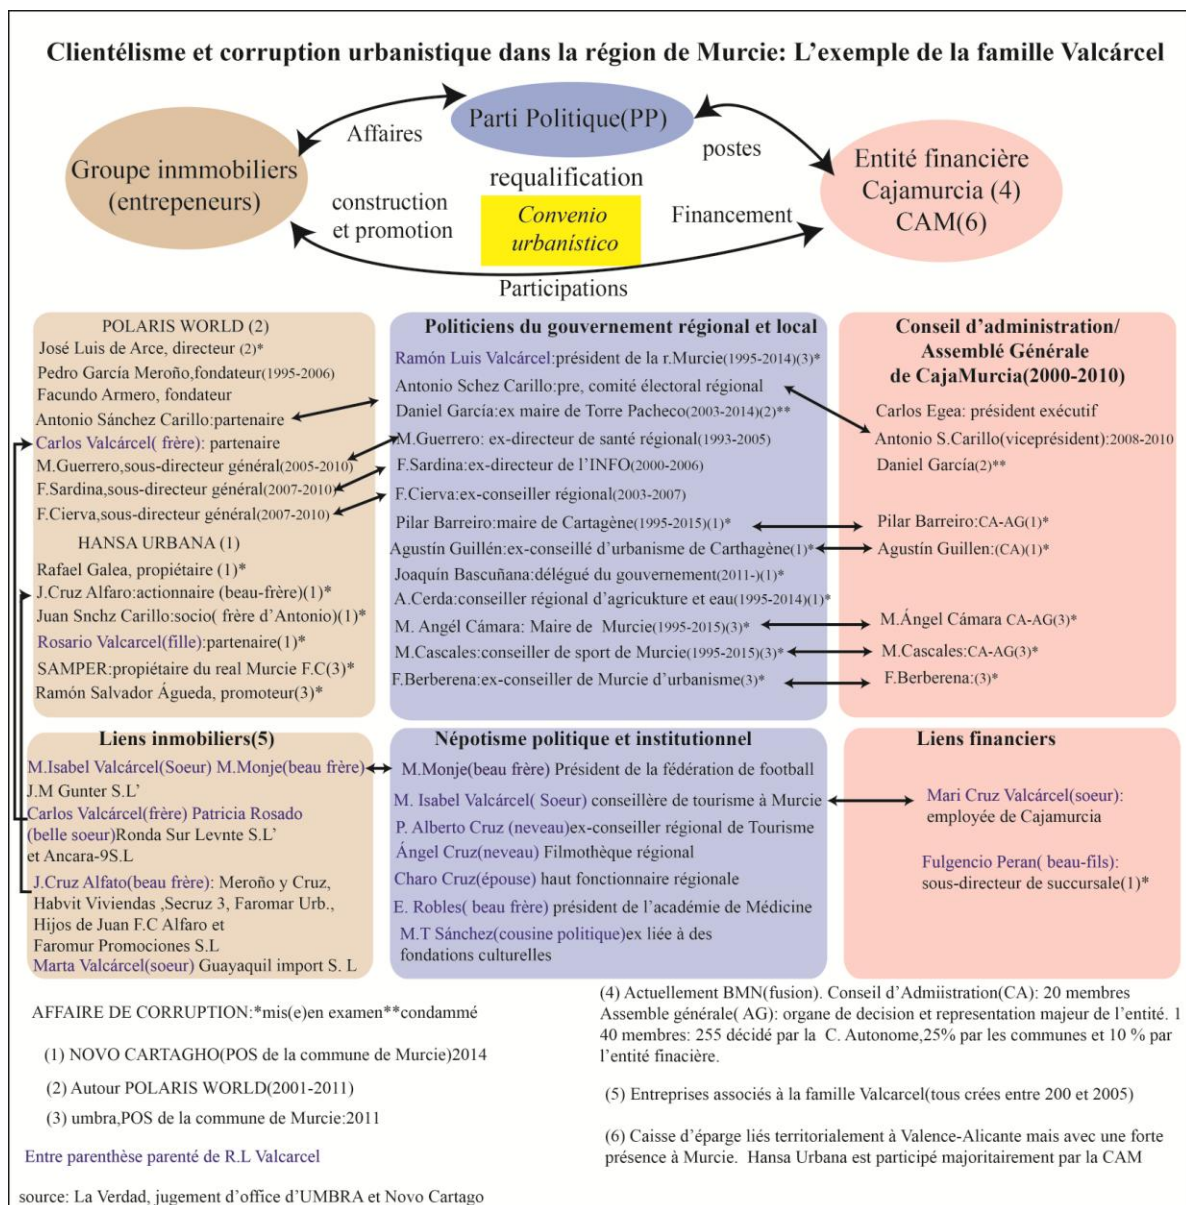 Clientélisme et corruption urbanistique dans la région de Murcie: L'exemple de la famille Valcárcel
Parti Politique(PP)
Affaires
postes
Groupe inmmobiliers
(entrepeneurs)
Entité financière
Cajamurcia (4)
CAM(6)
requalification
construction
et promotion
Convenio
urbanístico
Financement
Participations
POLARIS WORLD (2)
José Luis de Arce, directeur (2)*
Pedro García Meroño,fondateur(1995-2006)
Facundo Armero, fondateur
Antonio Sánchez Carillo:partenaire
Carlos Valcárcel( frère): partenaire
M.Guerrero,sous-directeur général(2005-2010)
F.Sardina,sous-directeur général(2007-2010)
F.Cierva,sous-directeur général(2007-2010)
HANSA URBANA (1)
Rafael Galea, propiétaire (1)*
J.Cruz Alfaro:actionnaire (beau-frère)(1)*
Juan Snchz Carillo:socio( frère d'Antonio)(1)*
Rosario Valcarcel(fille):partenaire(1)*
SAMPER:propiétaire du real Murcie F.C(3)*
Ramón Salvador Águeda, promoteur(3)*
Politiciens du gouvernement régional et local
Ramón Luis Valcárcel:président de la r.Murcie(1995-2014)(3)*
Antonio Schez Carillo:pre, comité électoral régional
Daniel García:ex maire de Torre Pacheco(2003-2014)(2)**
M.Guerrero: ex-directeur de santé régional(1993-2005)
F.Sardina:ex-directeur de l'INFO(2000-2006)
F.Cierva:ex-conseiller régional(2003-2007)
Pilar Barreiro:maire de Cartagène(1995-2015)(1)*
Agustín Guillén:ex-conseillé d'urbanisme de Carthagène(1)*
Joaquín Bascuñana:délégué du gouvernement(2011-)(1)*
A.Cerda:conseiller régional d'agrickuture et eau(1995-2014)(1)*
M. Angél Cámara: Maire de Murcie(1995-2015)(3)*
M.Cascales:conseiller de sport de Murcie(1995-2015)(3)*
F.Berberena:ex-conseiller de Murcie d'urbanisme(3)*
Conseil d'administration/
Assemblé Générale
de CajaMurcia(2000-2010)
Carlos Egea: président exécutif
Antonio S.Carillo(viceprésident):2008-2010
Daniel García(2)**
Pilar Barreiro:CA-AG(1)*
Agustín Guillen:(CA)(1)*
M.Ángel Cámara CA-AG(3)*
M.Cascales:CA-AG(3)*
F.Berberena:(3)*
Liens inmobiliers(5)
M.Isabel Valcárcel(Soeur) M.Monje(beau frère)
J.M Gunter S.L'
Carlos Valcárcel(frère) Patricia Rosado
(belle soeur)Ronda Sur Levnte S.L'
et Ancara-9S.L
J.Cruz Alfato(beau frère): Meroño y Cruz,
Habvit Viviendas ,Secruz 3, Faromar Urb.,
Hijos de Juan F.C Alfaro et
Faromur Promociones S.L
Marta Valcárcel(soeur) Guayaquil import S. L
Népotisme politique et institutionnel
M.Monje(beau frère) Président de la fédération de football
M. Isabel Valcárcel( Soeur) conseillère de tourisme à Murcie
P. Alberto Cruz (neveau)ex-conseiller régional de Tourisme
Ángel Cruz(neveau) Filmothèque régional
Charo Cruz(épouse) haut fonctionnaire régionale
E. Robles( beau frère) président de l'académie de Médicine
M.T Sánchez(cousine politique)ex liée à des
fondations culturelles
Liens financiers
Mari Cruz Valcárcel(soeur):
employée de Cajamurcia
Fulgencio Peran( beau-fils):
sous-directeur de succursale(1)*
AFFAIRE DE CORRUPTION:*mis(e)en examen**condammé
(1) NOVO CARTAGHO(POS de la commune de Murcie)2014
(2) Autour POLARIS WORLD(2001-2011)
(3) umbra,POS de la commune de Murcie:2011
Entre parenthèse parenté de R.L Valcarcel
source: La Verdad, jugement d'office d'UMBRA et Novo Cartago
(4) Actuellement BMN(fusion). Conseil d'Admiistration(CA): 20 membres
Assemble générale( AG): organe de decision et representation majeur de l'entité. 1
40 membres: 255 décidé par la C. Autonome,25% par les communes et 10 % par
l'entité finacière.
(5) Entreprises associés à la famille Valcarcel(tous crées entre 200 et 2005)
(6) Caisse d'éparge liés territorialement à Valence-Alicante mais avec une forte
présence à Murcie. Hansa Urbana est participé majoritairement par la CAM